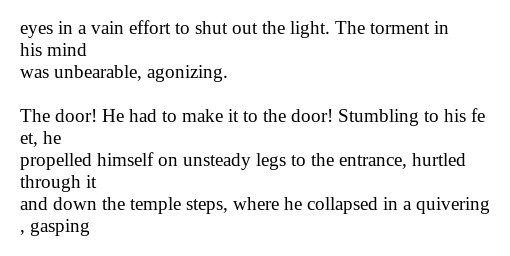 eyes in a vain effort to shut out the light. The torment in
his mind
was unbearable, agonizing.
The door! He had to make it to the door! Stumbling to his fe
et, he
propelled himself on unsteady legs to the entrance, hurtled
through it
and down the temple steps, where he collapsed in a quivering
, gasping